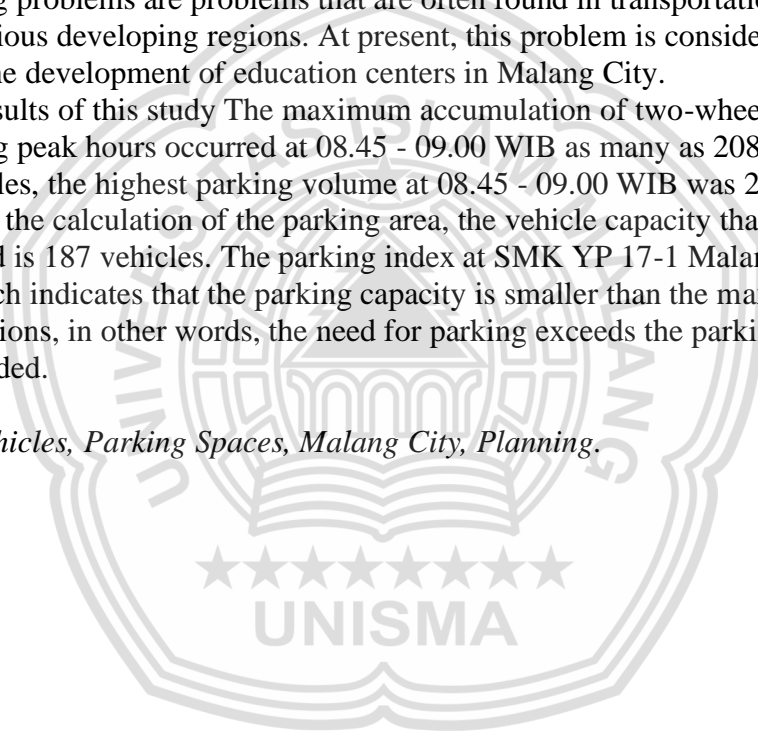 g problems are problems that are often found in transportatio
ious developing regions. At present, this problem is conside
ne development of education centers in Malang City.
sults of this study The maximum accumulation of two-whee
g peak hours occurred at 08.45 - 09.00 WIB as many as 208
les, the highest parking volume at 08.45 - 09.00 WIB was 2
the calculation of the parking area, the vehicle capacity tha
d is 187 vehicles. The parking index at SMK YP 17-1 Malan
ch indicates that the parking capacity is smaller than the ma
ions, in other words, the need for parking exceeds the parki
ded.
hicles, Parking Spaces, Malang City, Planning.
UNIVERSITAS ISLAM MALANG
UNISMA